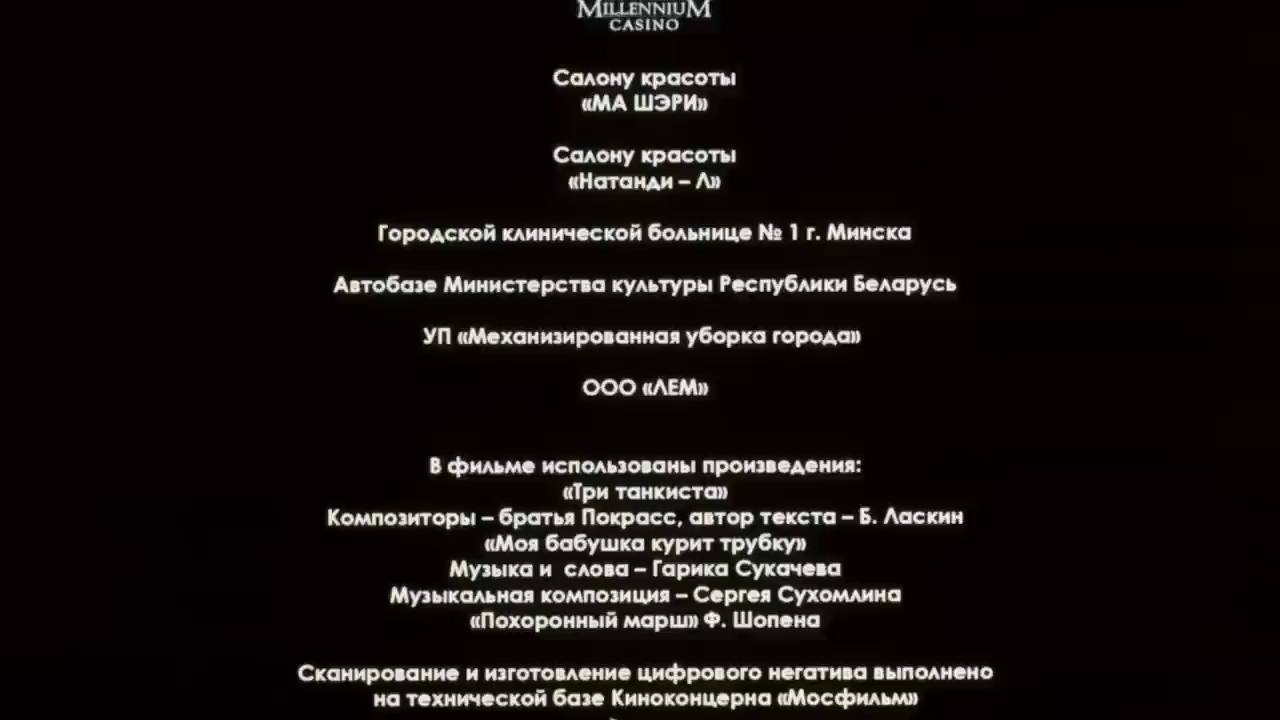 MILLENNIUM
CASINO
Салону красоты
«МА ШЭРИ»
Салону красоты
«Натанди – Л»
Городской клинической больнице № 1 г. Минска
Автобазе Министерства культуры Республики Беларусь
УП «Механизированная уборка города»
ООО «ЛЕМ»
В фильме использованы произведения:
«Три танкиста»
Композиторы – братья Покрасс, автор текста – Б. Ласкин
«Моя бабушка курит трубку»
Музыка и слова – Гарика Сукачева
Музыкальная композиция – Сергея Сухомлина
«Похоронный марш» Ф. Шопена
Сканирование и изготовление цифрового негатива выполнено
на технической базе Киноконцерна «Мосфильм»